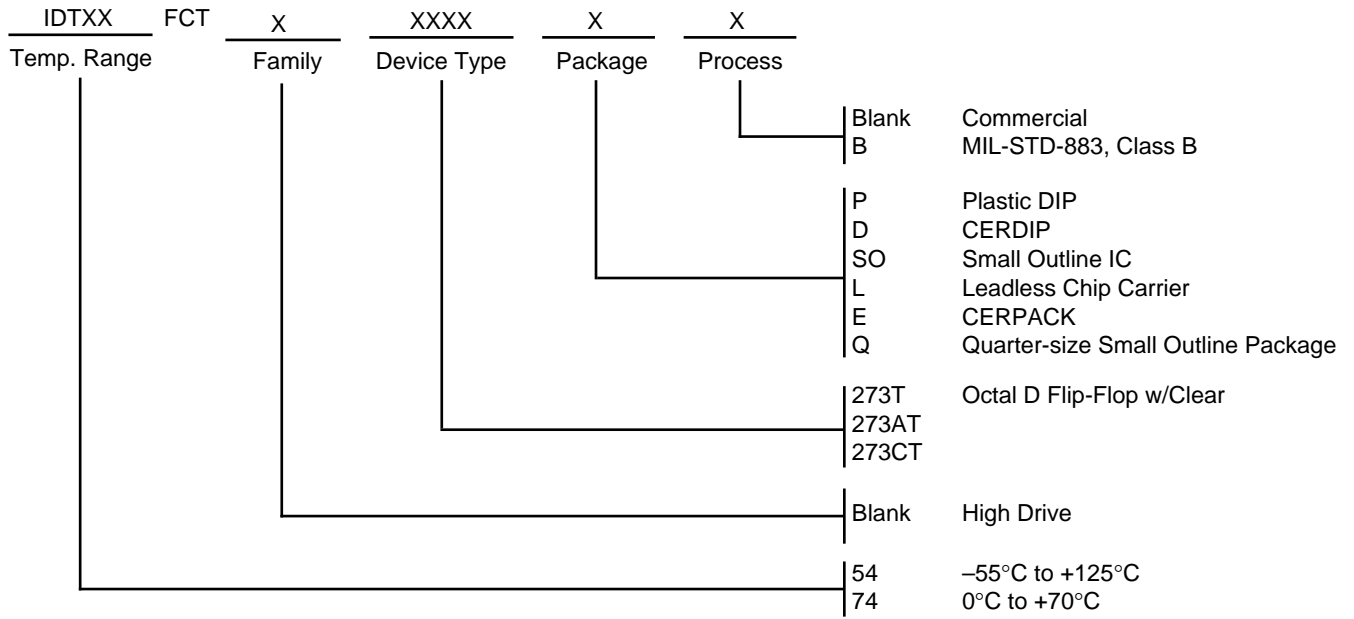 IDTXX FCT X XXXX X X
Temp. Range Family Device Type Package Process
Blank Commercial
B MIL-STD-883, Class B
P Plastic DIP
D CERDIP
SO Small Outline IC
L Leadless Chip Carrier
E CERPACK
Q Quarter-size Small Outline Package
273T Octal D Flip-Flop w/Clear
273AT
273CT
Blank High Drive
54 –55°C to +125°C
74 0°C to +70°C